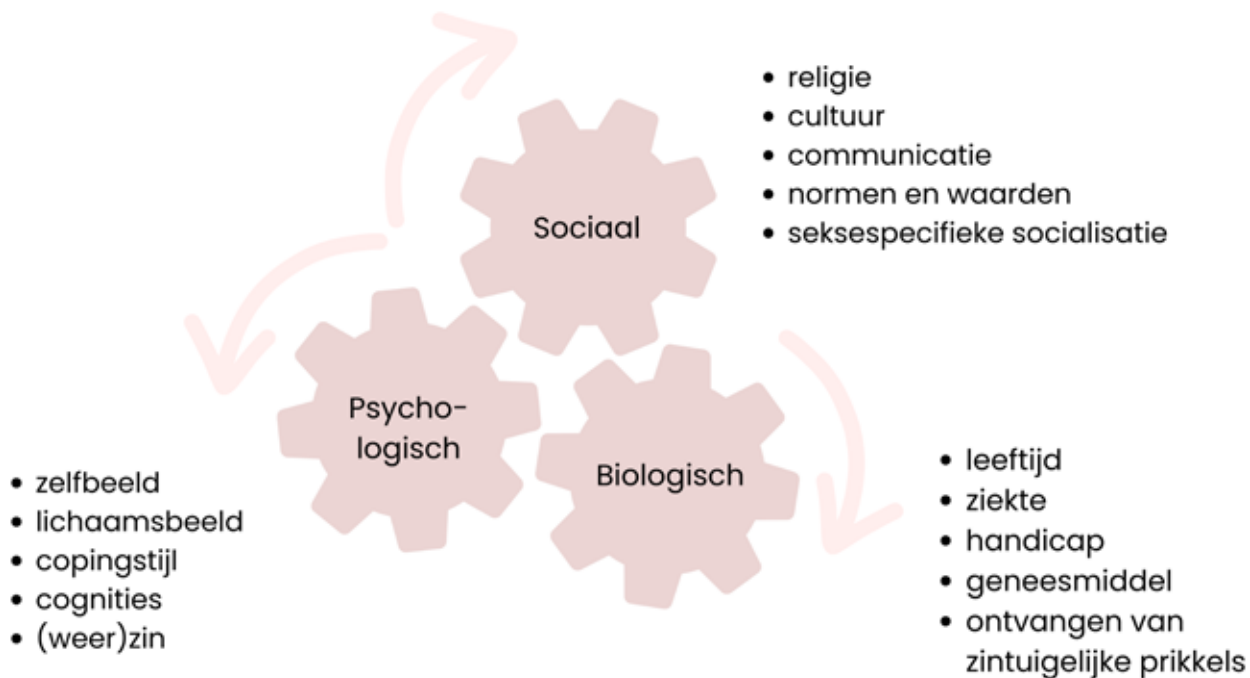 • religie
• cultuur
• communicatie
• normen en waarden
• seksespecifieke socialisatie
Sociaal
Psycho-
logisch
Biologisch
• zelfbeeld
• lichaamsbeeld
• copingstijl
• cognities
• (weer)zin
• leeftijd
• ziekte
• handicap
• geneesmiddel
• ontvangen van
zintuigelijke prikkels